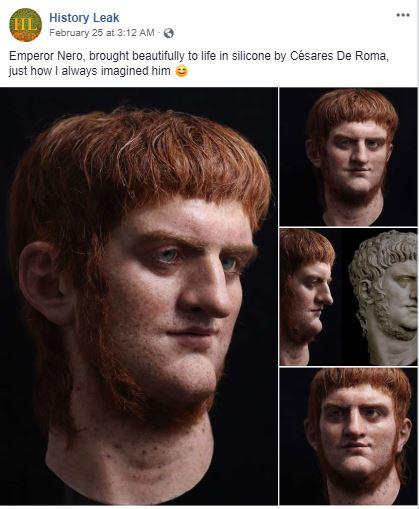 HL
History Leak
February 25 at 3:12 AM ·
Emperor Nero, brought beautifully to life in silicone by Césares De Roma,
just how I always imagined him 😊